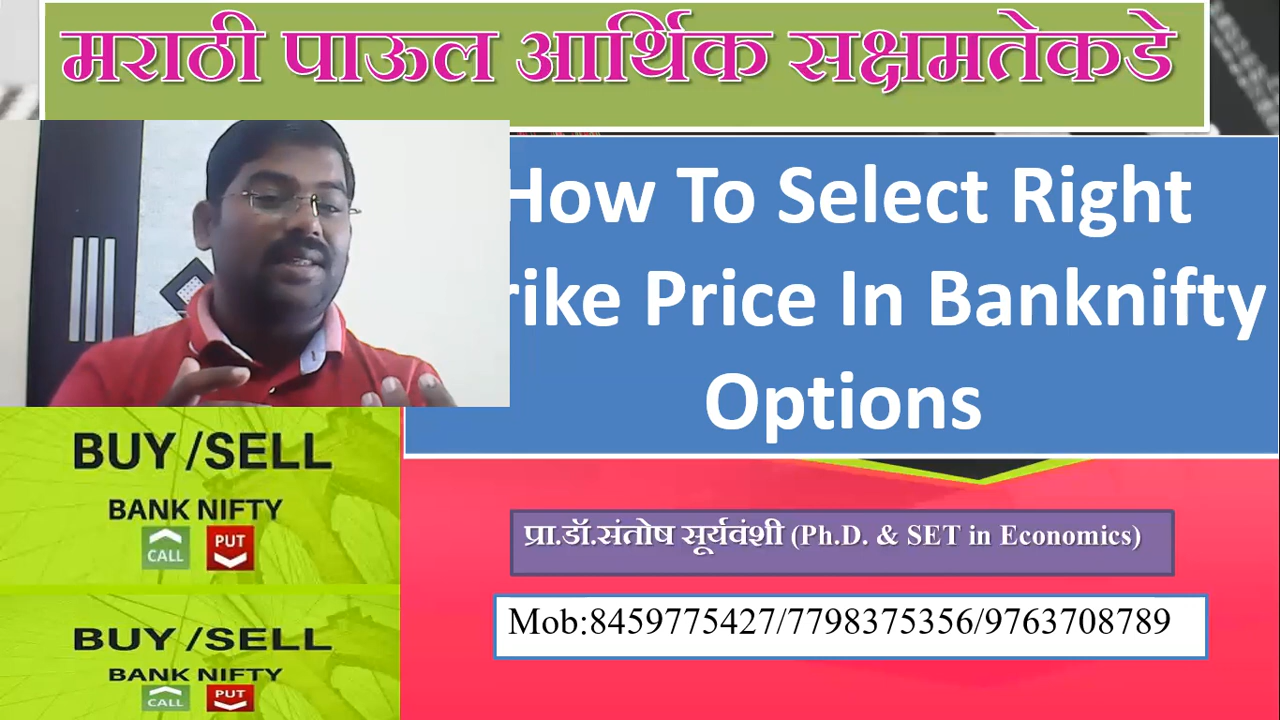 मराठी पाऊल आर्थिक सक्षमतेकडे
How To Select Right
rike Price In Banknifty
Options
BUY /SELL
BANK NIFTY
CALL
PUT
प्रा.डॉ.संतोष सूर्यवंशी (Ph.D. & SET in Economics)
Mob:8459775427/7798375356/9763708789
BUY /SELL
BANK NIFTY
CALL
PUT